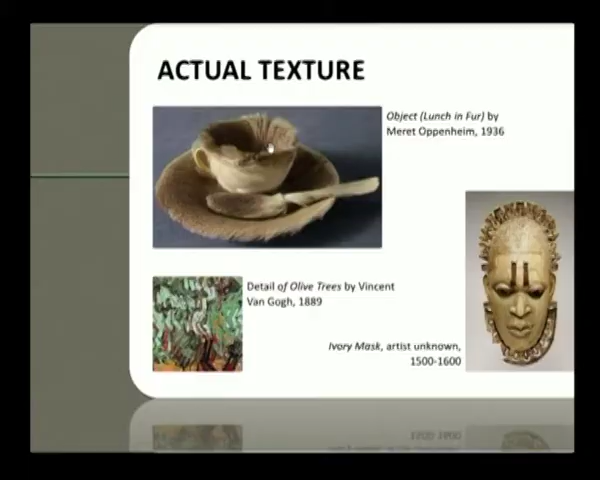 ACTUAL TEXTURE
Object (Lunch in Fur) by
Meret Oppenheim, 1936
Detail of Olive Trees by Vincent
Van Gogh, 1889
Ivory Mask, artist unknown,
1500-1600